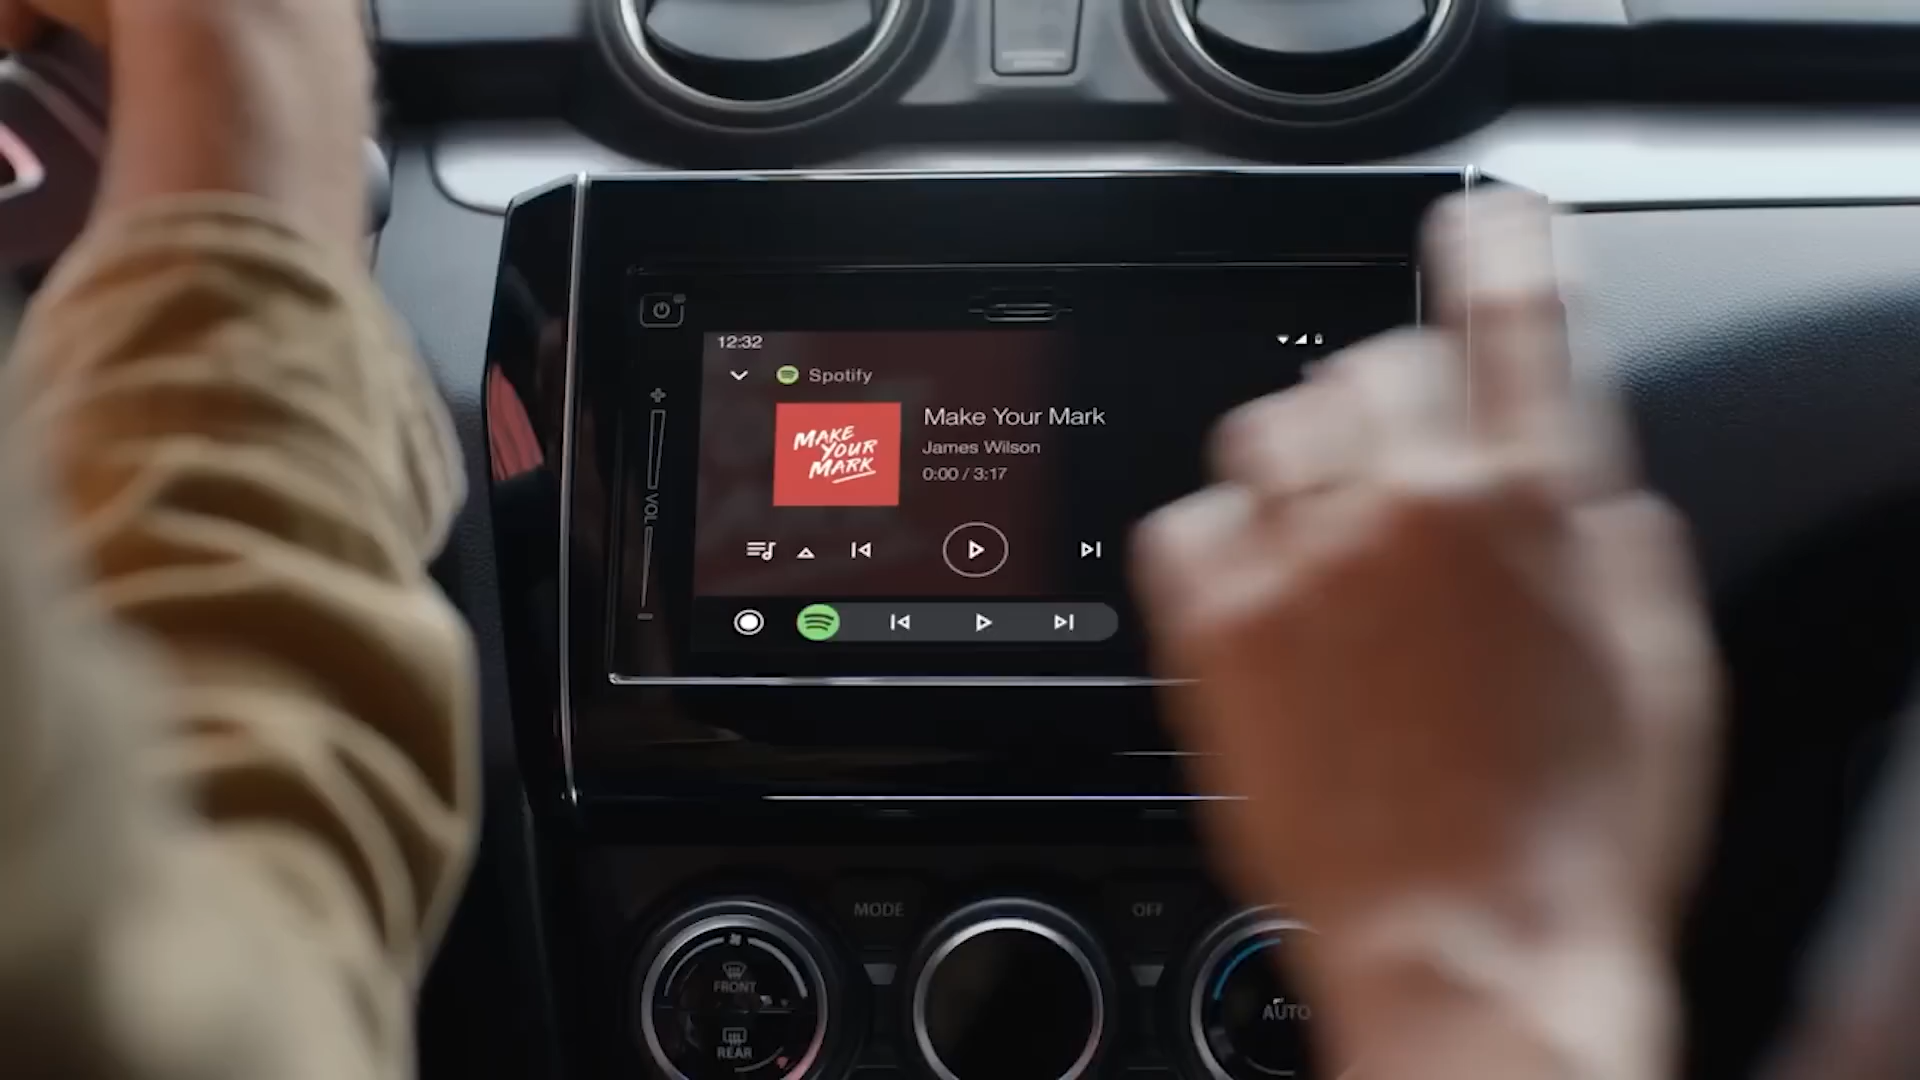 12:32
Spotify
MAKE
YOUR
MARK
Make Your Mark
James Wilson
0:00 / 3:17
VOL
MODE
OFF
FRONT
REAR
AUTO